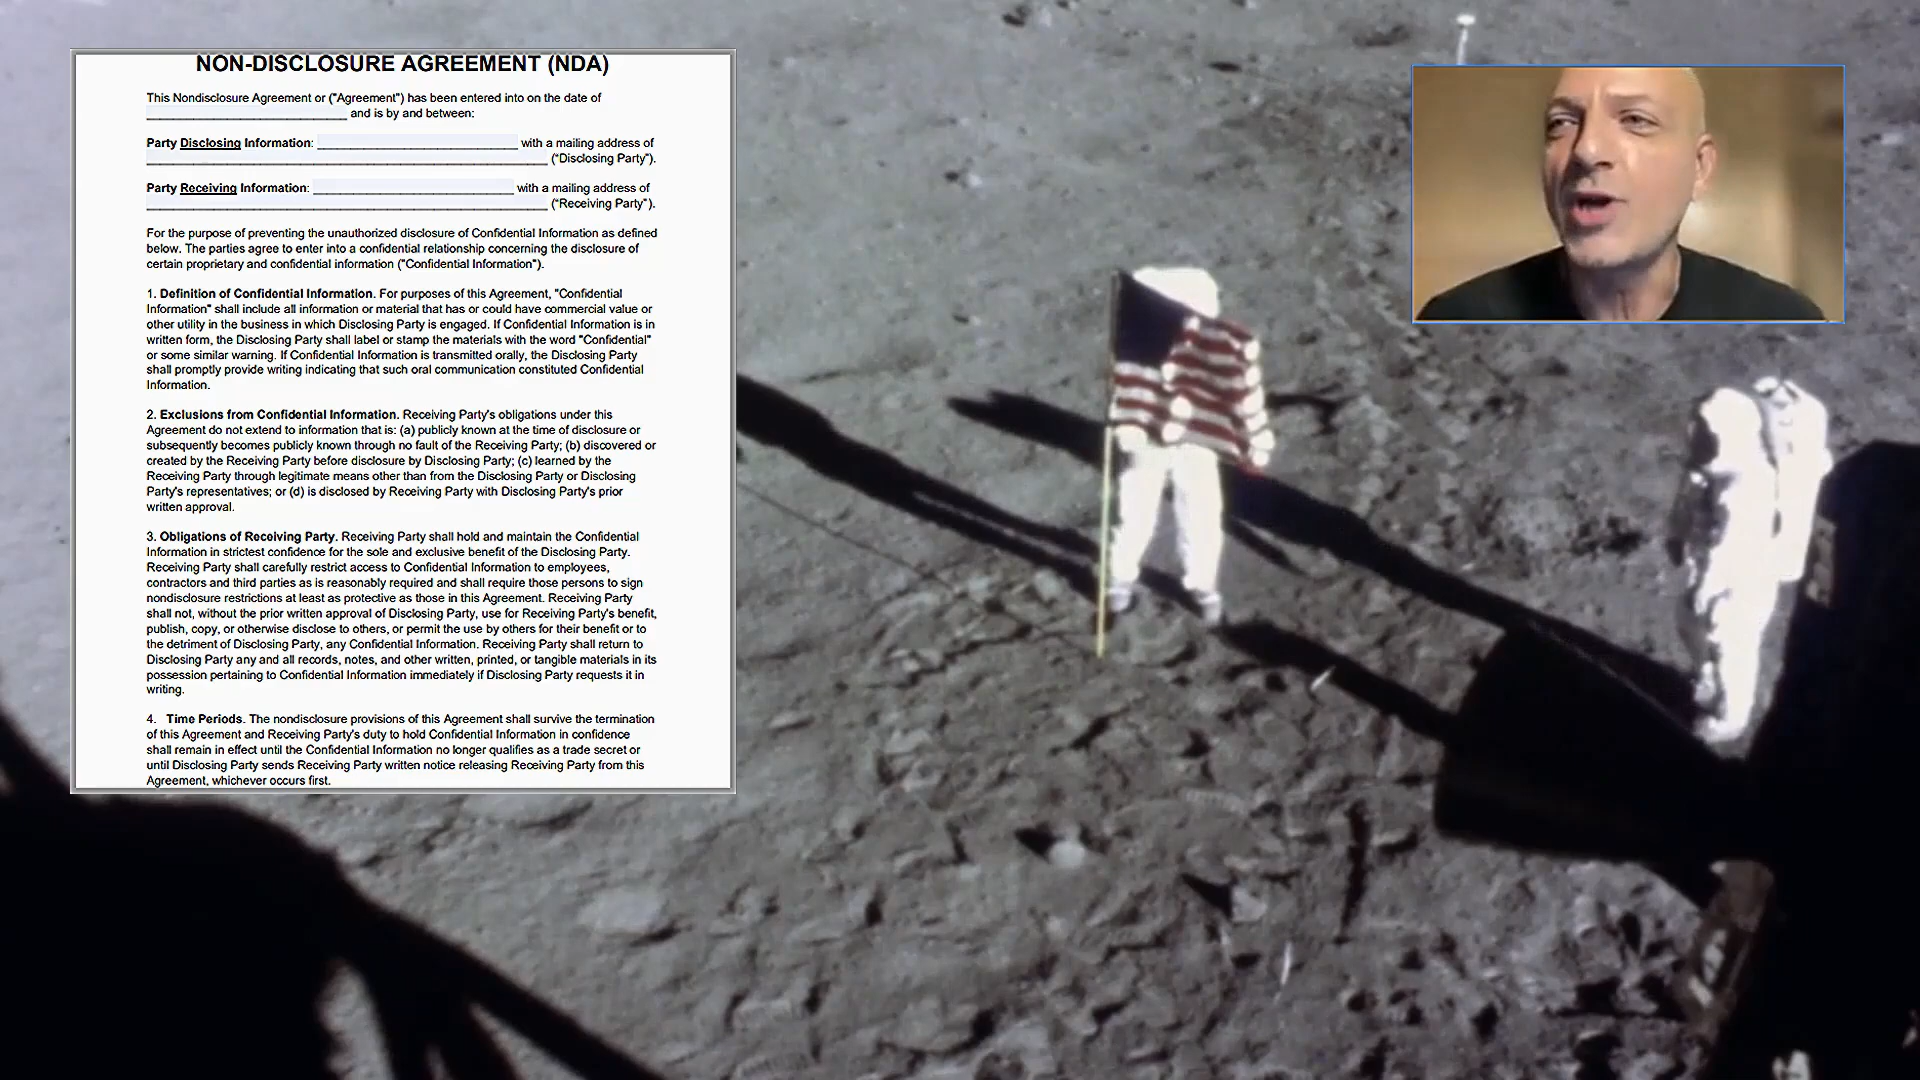 NON-DISCLOSURE AGREEMENT (NDA)
This Nondisclosure Agreement or ("Agreement") has been entered into on the date of
______________________________ and is by and between:
Party Disclosing Information: ______________________________ with a mailing address of
____________________________________________________________ ("Disclosing Party").
Party Receiving Information: ______________________________ with a mailing address of
____________________________________________________________ ("Receiving Party").
For the purpose of preventing the unauthorized disclosure of Confidential Information as defined
below. The parties agree to enter into a confidential relationship concerning the disclosure of
certain proprietary and confidential information ("Confidential Information").
1. Definition of Confidential Information. For purposes of this Agreement, "Confidential
Information" shall include all information or material that has or could have commercial value or
other utility in the business in which Disclosing Party is engaged. If Confidential Information is in
written form, the Disclosing Party shall label or stamp the materials with the word "Confidential"
or some similar warning. If Confidential Information is transmitted orally, the Disclosing Party
shall promptly provide writing indicating that such oral communication constituted Confidential
Information.
2. Exclusions from Confidential Information. Receiving Party's obligations under this
Agreement do not extend to information that is: (a) publicly known at the time of disclosure or
subsequently becomes publicly known through no fault of the Receiving Party; (b) discovered or
created by the Receiving Party before disclosure by Disclosing Party; (c) learned by the
Receiving Party through legitimate means other than from the Disclosing Party or Disclosing
Party's representatives; or (d) is disclosed by Receiving Party with Disclosing Party's prior
written approval.
3. Obligations of Receiving Party. Receiving Party shall hold and maintain the Confidential
Information in strictest confidence for the sole and exclusive benefit of the Disclosing Party.
Receiving Party shall carefully restrict access to Confidential Information to employees,
contractors and third parties as is reasonably required and shall require those persons to sign
nondisclosure restrictions at least as protective as those in this Agreement. Receiving Party
shall not, without the prior written approval of Disclosing Party, use for Receiving Party's benefit,
publish, copy, or otherwise disclose to others, or permit the use by others for their benefit or to
the detriment of Disclosing Party, any Confidential Information. Receiving Party shall return to
Disclosing Party any and all records, notes, and other written, printed, or tangible materials in its
possession pertaining to Confidential Information immediately if Disclosing Party requests it in
writing.
4. Time Periods. The nondisclosure provisions of this Agreement shall survive the termination
of this Agreement and Receiving Party's duty to hold Confidential Information in confidence
shall remain in effect until the Confidential Information no longer qualifies as a trade secret or
until Disclosing Party sends Receiving Party written notice releasing Receiving Party from this
Agreement, whichever occurs first.